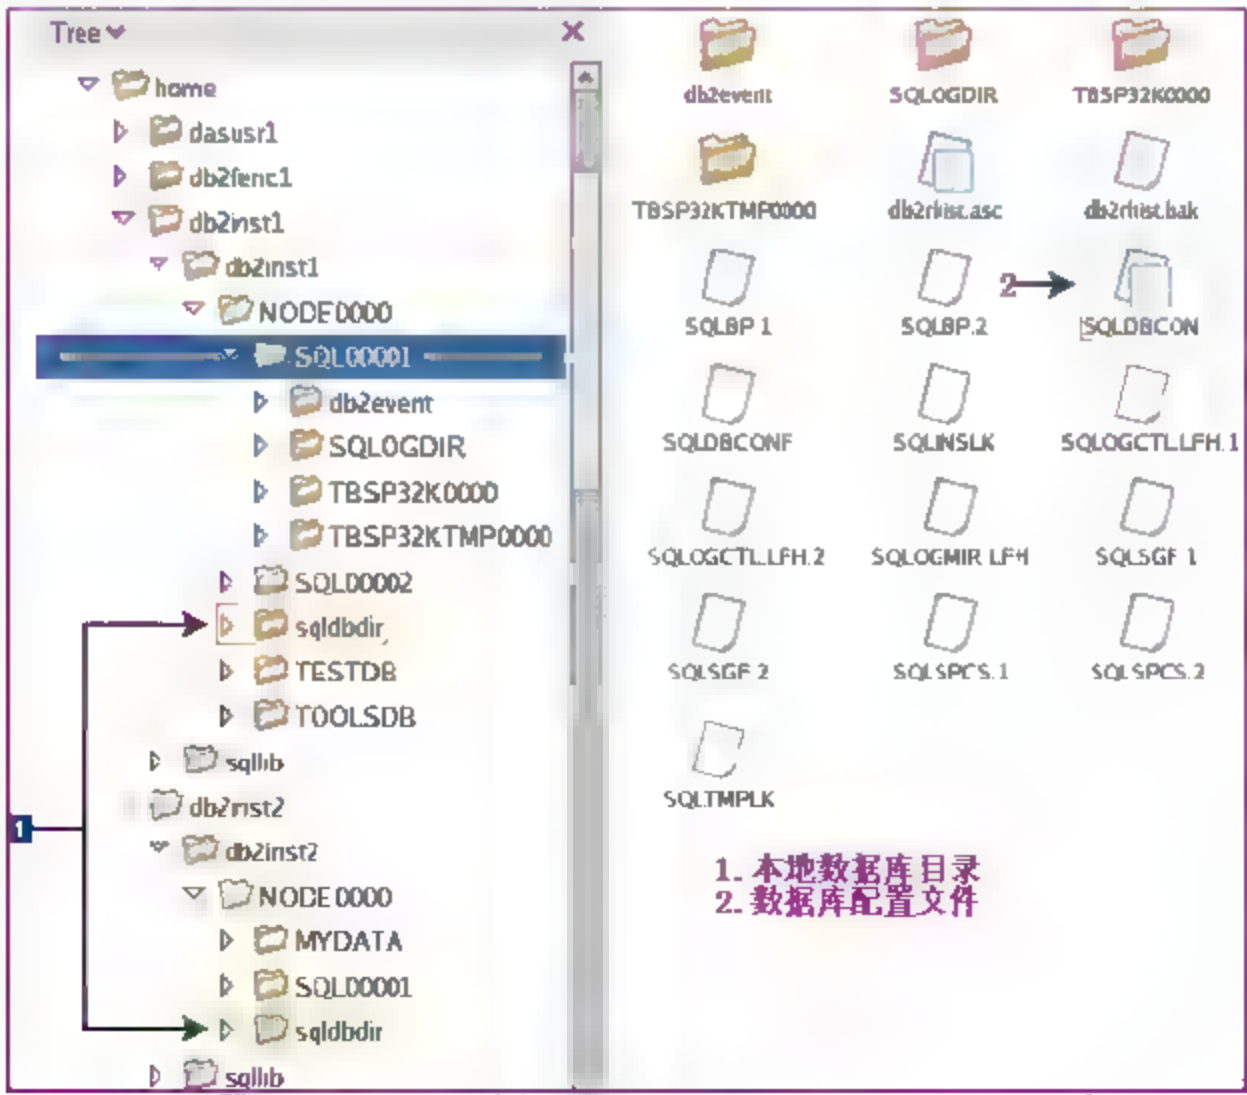 Tree
home
dasusr1
db2fenc1
db2inst1
db2inst1
NODE0000
SQL00001
db2event
SQLOGDIR
TBSP32K0000
TBSP32KTMP0000
SQL00002
sqldbdir
TESTDB
TOOLSDB
sqllib
db2inst2
db2inst2
NODE0000
MYDATA
SQL00001
sqldbdir
sqllib
1
db2event SQLOGDIR TBSP32K0000
TBSP32KTMP0000 db2rhist.asc db2rhist.bak
2
SQLBP.1 SQLBP.2 SQLDBCON
SQLDBCONF SQLINSLK SQLOGCTL.LFH.1
SQLOGCTL.LFH.2 SQLOGMIR.LFH SQLSGF.1
SQLSGF.2 SQLSPCS.1 SQLSPCS.2
SQLTMPLK
1. 本地数据库目录
2. 数据库配置文件